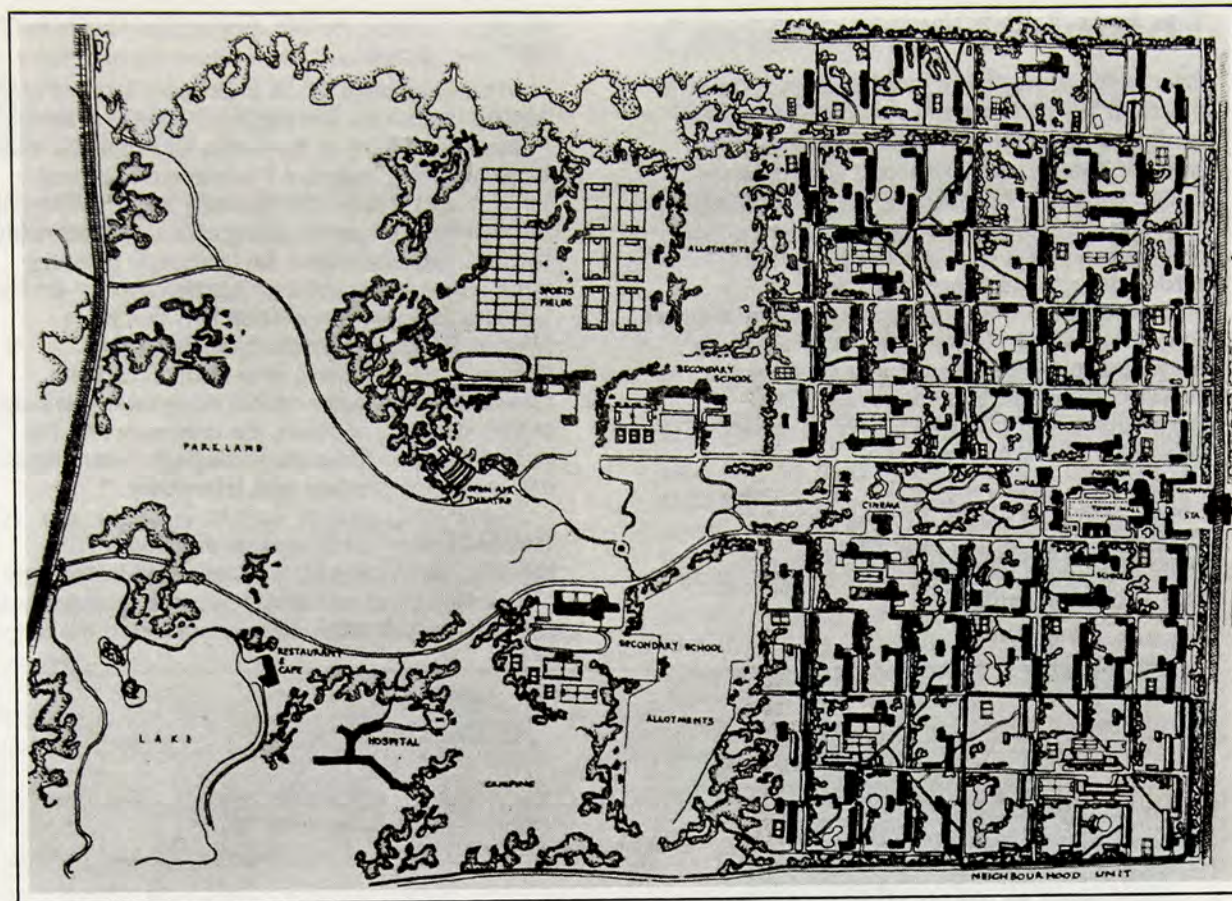 ALLOTMENTS
SPORTS
FIELDS
SECONDARY
SCHOOL
PARKLAND
OPEN AIR
THEATRE
CINEMA
MUSEUM
TOWN HALL
STA.
SCHOOL
RESTAURANT
& CAFE
SECONDARY SCHOOL
ALLOTMENTS
LAKE
HOSPITAL
CAMPING
NEIGHBOURHOOD UNIT